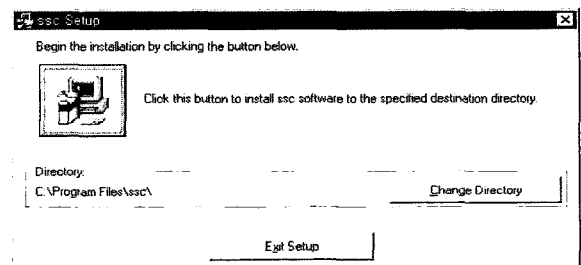 ssc Setup
Begin the installation by clicking the button below.
Click this button to install ssc software to the specified destination directory.
Directory:
C:\Program Files\ssc\
Change Directory
Exit Setup